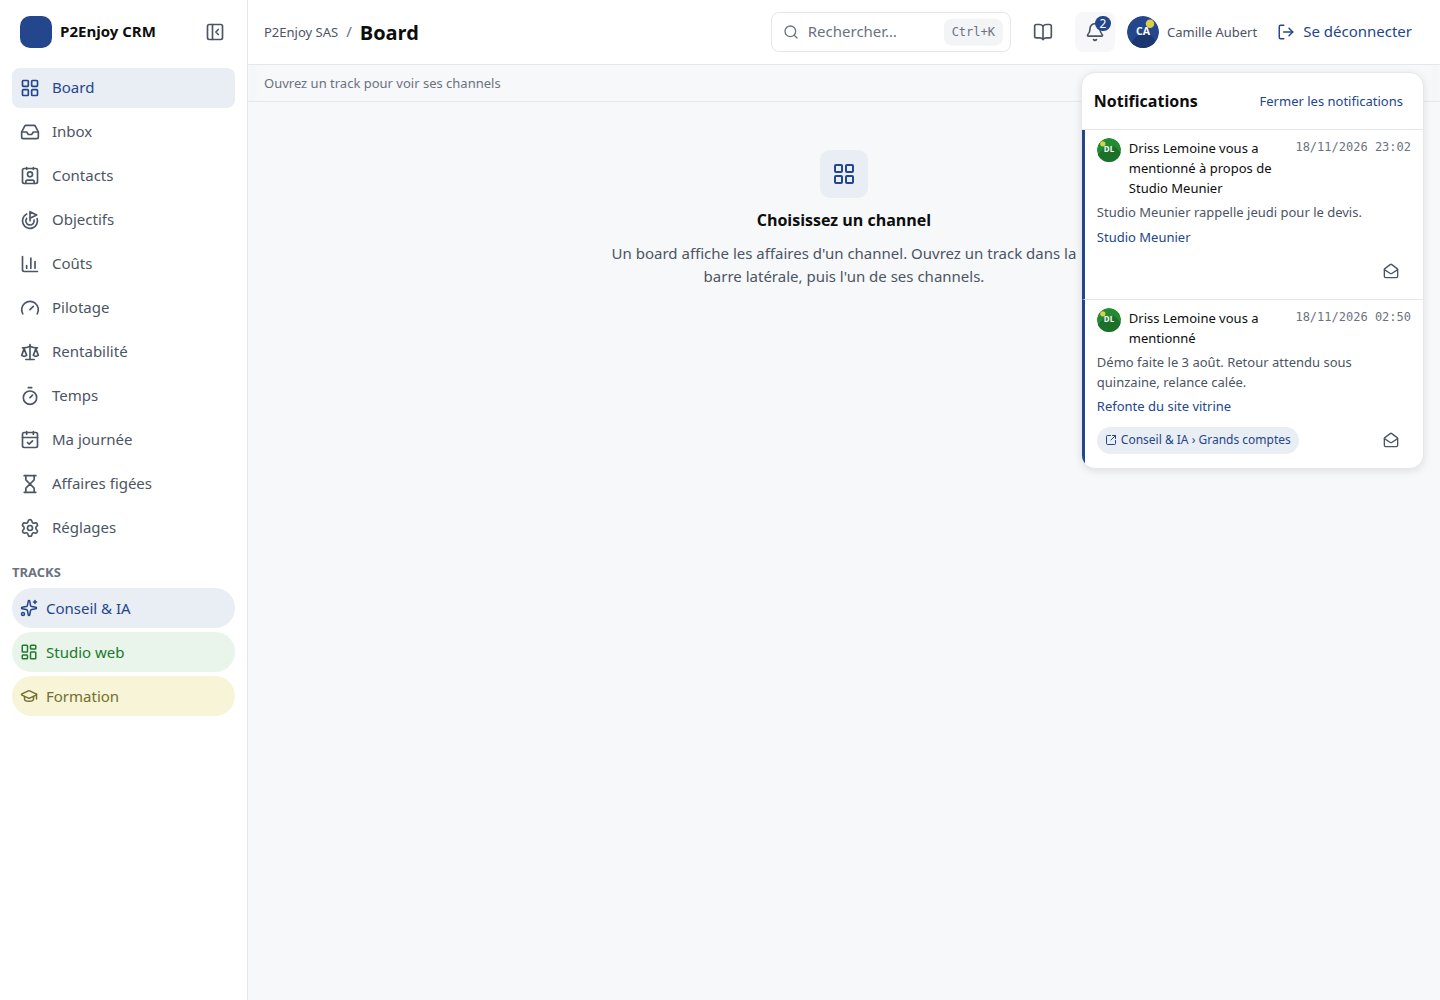 P2Enjoy CRM
Board
Inbox
Contacts
Objectifs
Coûts
Pilotage
Rentabilité
Temps
Ma journée
Affaires figées
Réglages
TRACKS
Conseil & IA
Studio web
Formation
P2Enjoy SAS / Board
Rechercher...
Ctrl+K
2
CA
Camille Aubert
Se déconnecter
Ouvrez un track pour voir ses channels
Choisissez un channel
Un board affiche les affaires d'un channel. Ouvrez un track dans la
barre latérale, puis l'un de ses channels.
Notifications
Fermer les notifications
DL
Driss Lemoine vous a
mentionné à propos de
Studio Meunier
18/11/2026 23:02
Studio Meunier rappelle jeudi pour le devis.
Studio Meunier
DL
Driss Lemoine vous a
mentionné
18/11/2026 02:50
Démo faite le 3 août. Retour attendu sous
quinzaine, relance calée.
Refonte du site vitrine
Conseil & IA › Grands comptes